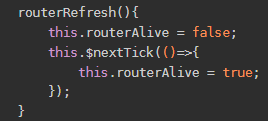 routerRefresh(){
    this.routerAlive = false;
    this.$nextTick(()=>{
        this.routerAlive = true;
    });
}